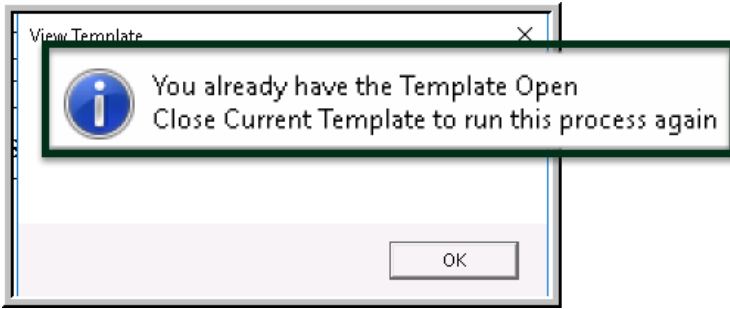 View Template
You already have the Template Open
Close Current Template to run this process again
OK